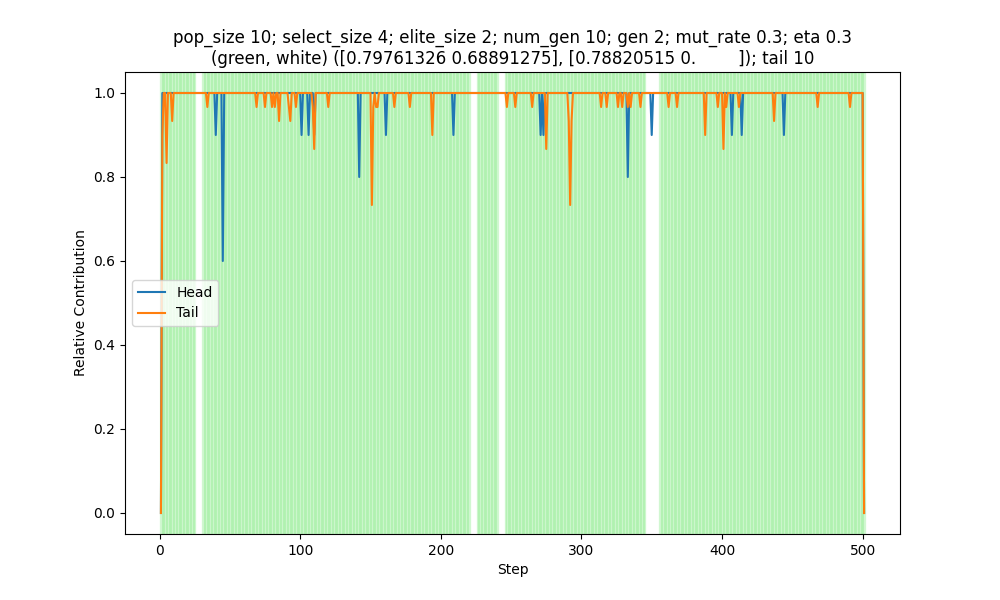 pop_size 10; select_size 4; elite_size 2; num_gen 10; gen 2; mut_rate 0.3; eta 0.3
(green, white) ([0.79761326 0.68891275], [0.78820515 0.        ]); tail 10
1.0
0.8
0.6
0.4
0.2
0.0
Relative Contribution
Head
Tail
0
100
200
300
400
500
Step